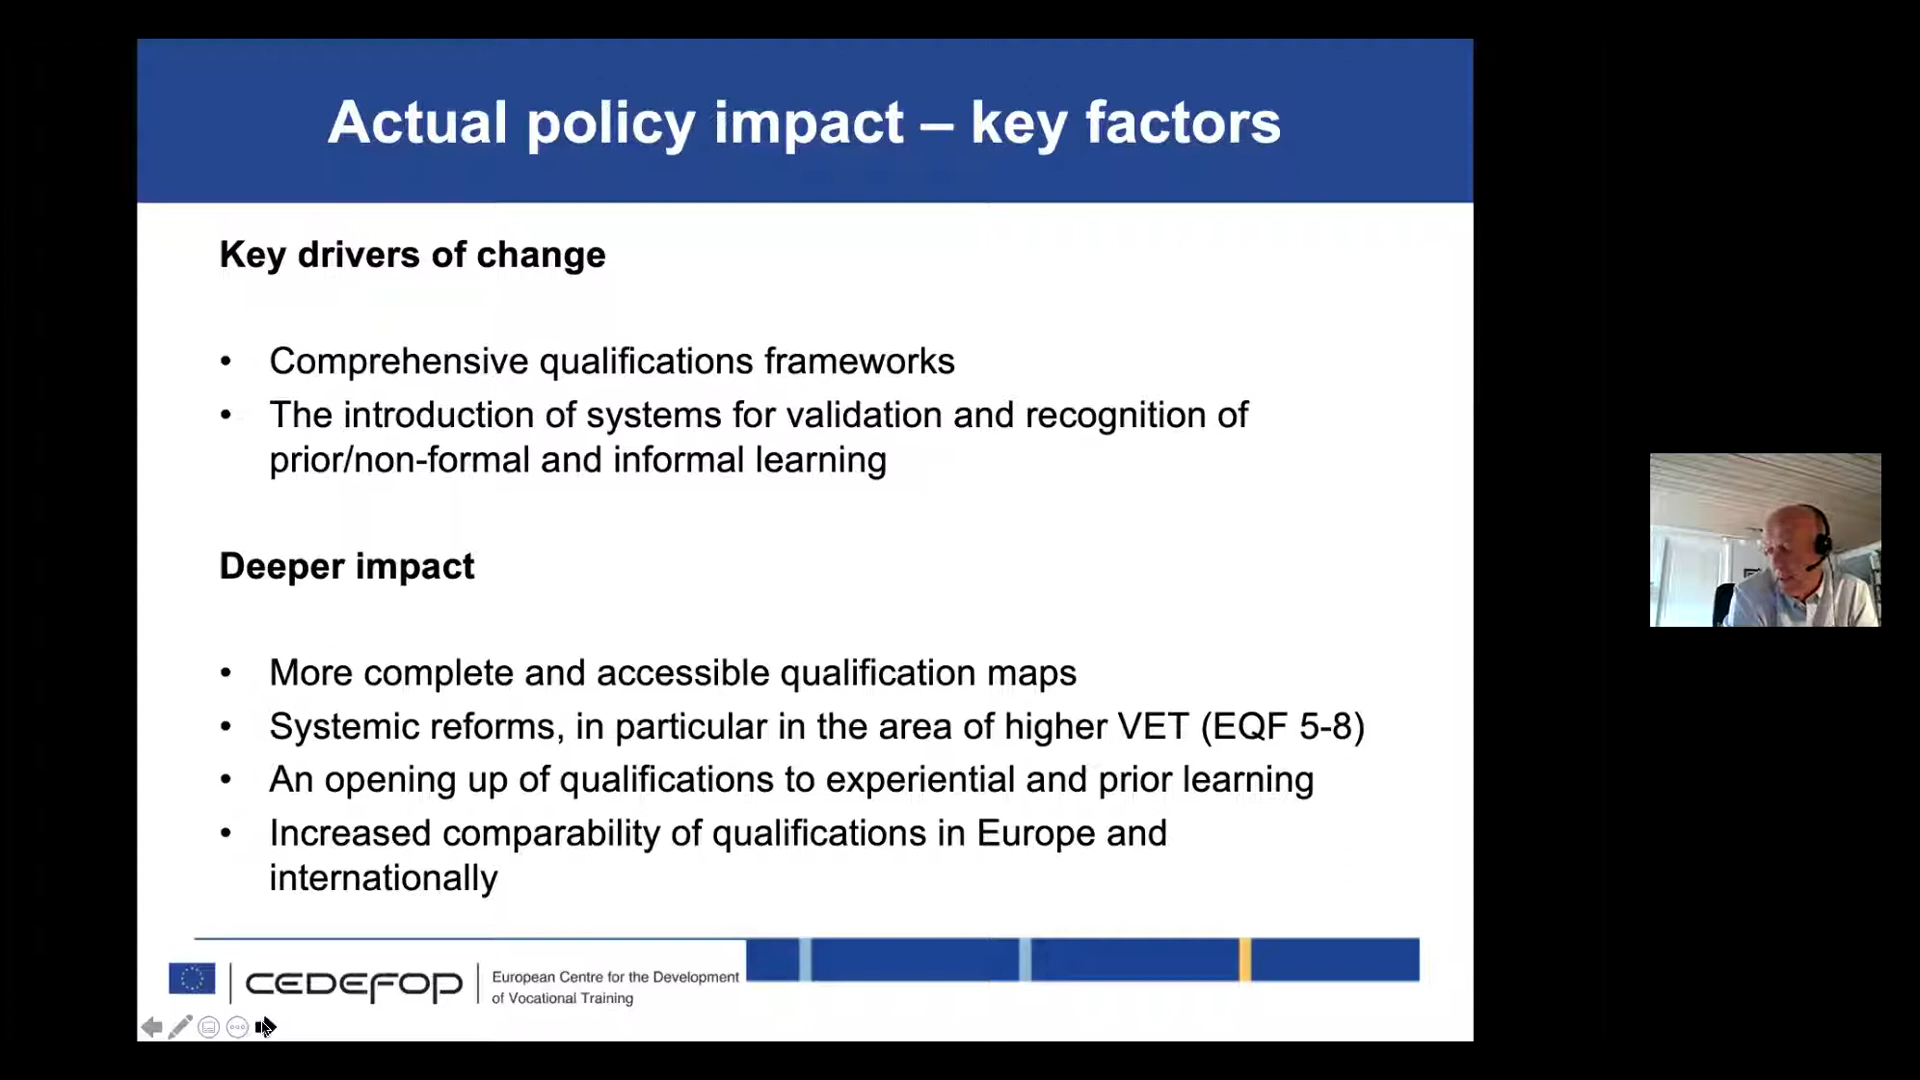 Actual policy impact – key factors
Key drivers of change
• Comprehensive qualifications frameworks
• The introduction of systems for validation and recognition of
prior/non-formal and informal learning
Deeper impact
• More complete and accessible qualification maps
• Systemic reforms, in particular in the area of higher VET (EQF 5-8)
• An opening up of qualifications to experiential and prior learning
• Increased comparability of qualifications in Europe and
internationally
CEDEFOP
European Centre for the Development
of Vocational Training